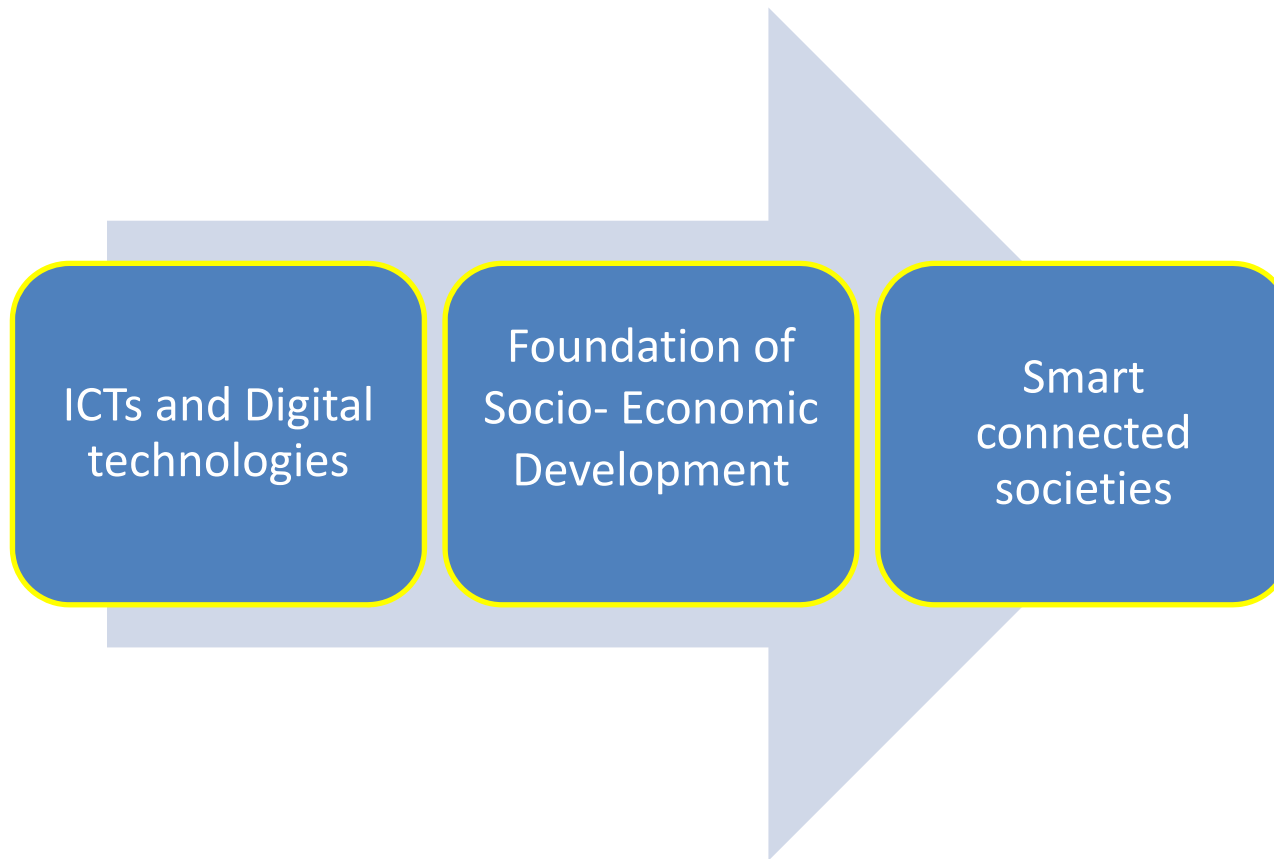 ICTs and Digital
technologies
Foundation of
Socio- Economic
Development
Smart
connected
societies